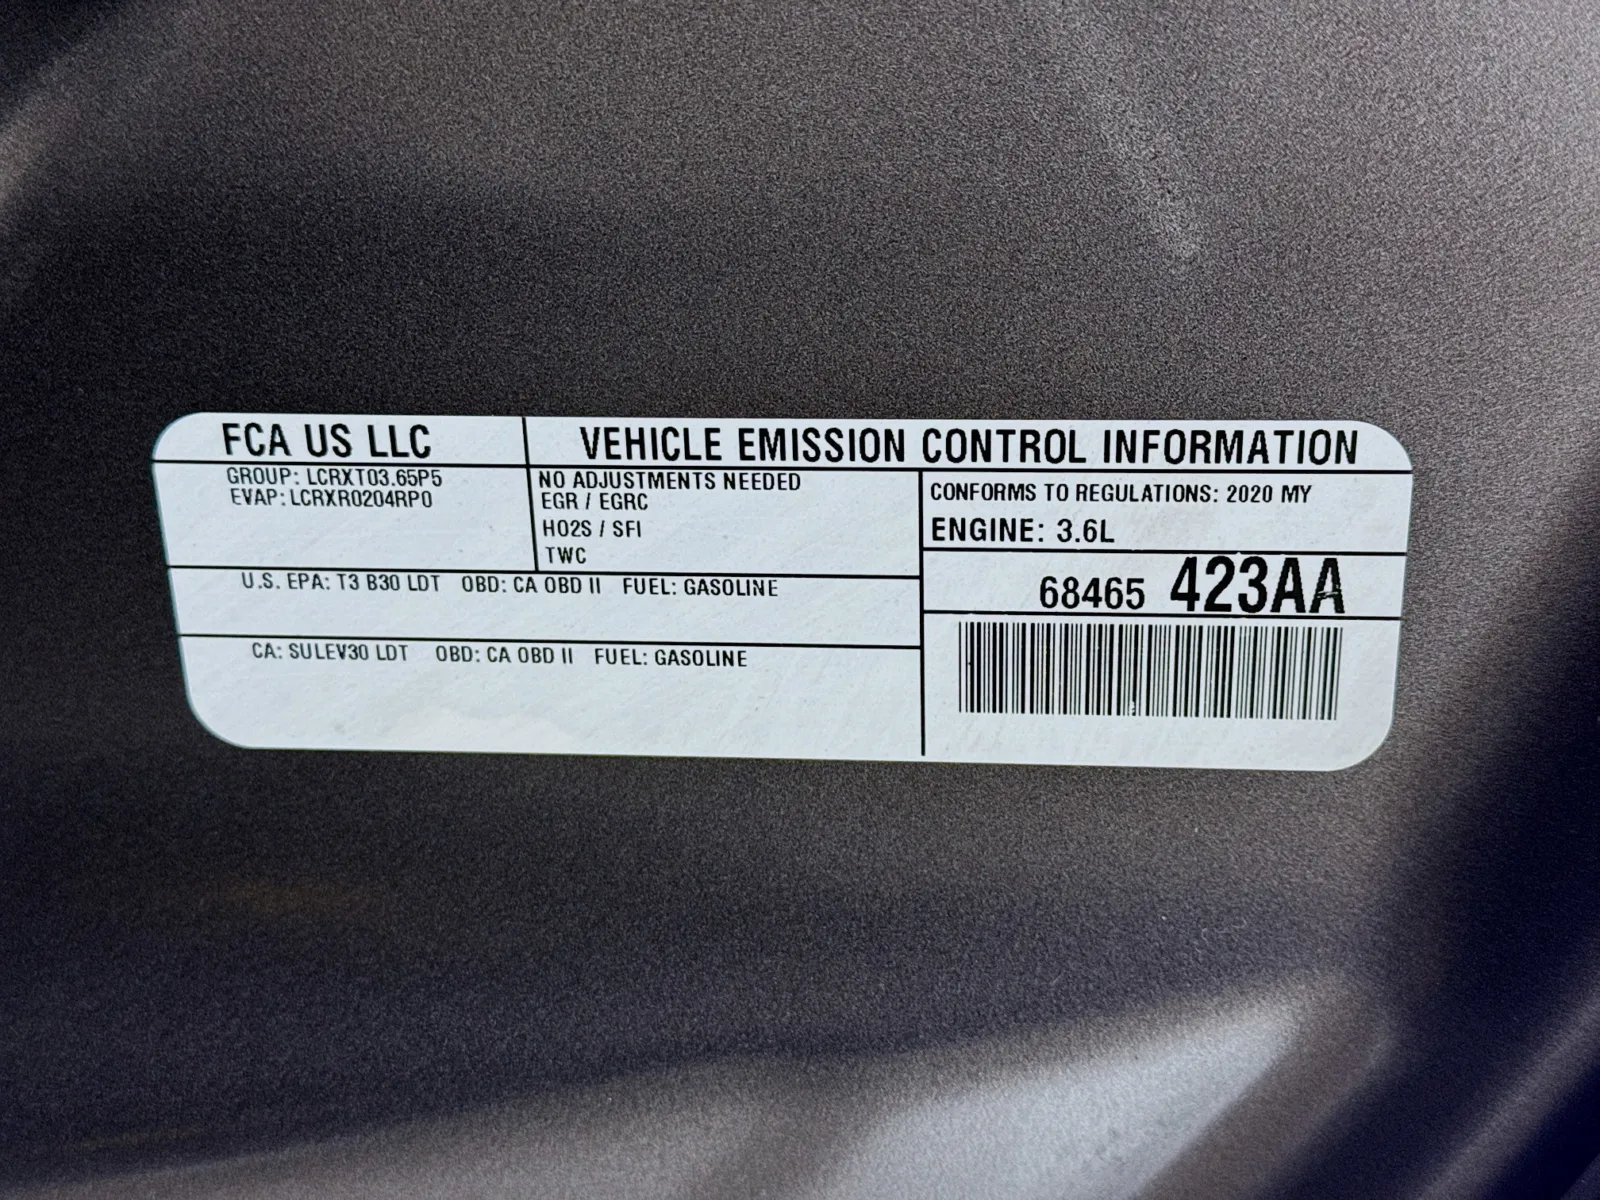 FCA US LLC
VEHICLE EMISSION CONTROL INFORMATION
GROUP: LCRXT03.65P5
EVAP: LCRXR0204RP0
NO ADJUSTMENTS NEEDED
EGR / EGRC
HO2S / SFI
TWC
CONFORMS TO REGULATIONS: 2020 MY
ENGINE: 3.6L
U.S. EPA: T3 B30 LDT OBD: CA OBD II FUEL: GASOLINE
68465 423AA
CA: SULEV30 LDT OBD: CA OBD II FUEL: GASOLINE